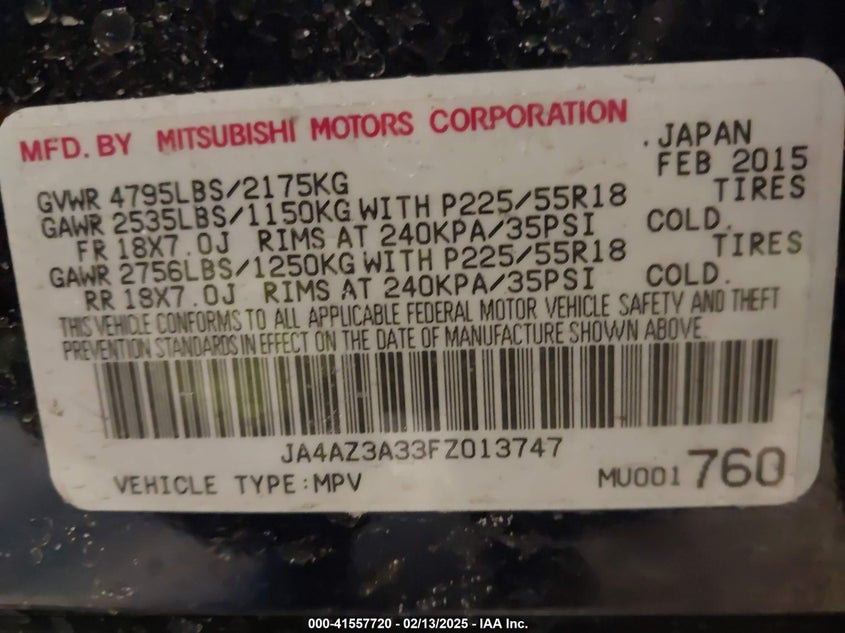 MFD. BY MITSUBISHI MOTORS CORPORATION
. JAPAN
FEB 2015
GVWR 4795LBS/2175KG
GAWR 2535LBS/1150KG WITH P225/55R18 TIRES
FR 18X7.0J RIMS AT 240KPA/35PSI COLD.
GAWR 2756LBS/1250KG WITH P225/55R18 TIRES
RR 18X7.0J RIMS AT 240KPA/35PSI COLD.
THIS VEHICLE CONFORMS TO ALL APPLICABLE FEDERAL MOTOR VEHICLE SAFETY AND THEFT
PREVENTION STANDARDS IN EFFECT ON THE DATE OF MANUFACTURE SHOWN ABOVE.
JA4AZ3A33FZ013747
VEHICLE TYPE:MPV MU001760
000-41557720 — 02/13/2025 — IAA Inc.